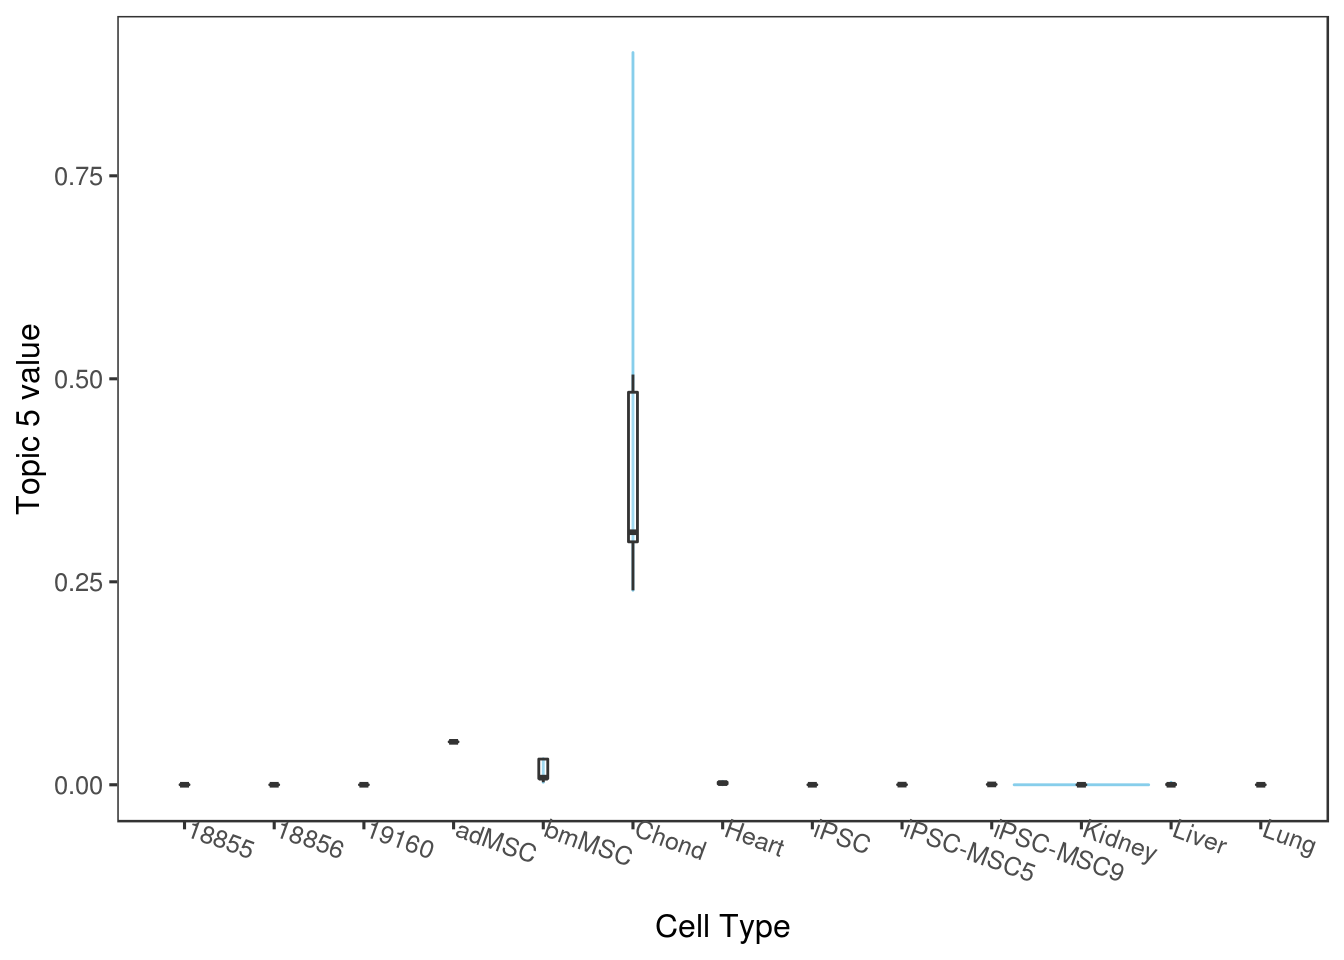 Topic 5 value
0.75
0.50
0.25
0.00
18855
18856
19160
adMSC
bmMSC
Chond
Heart
iPSC
iPSC-MSC5
iPSC-MSC9
Kidney
Liver
Lung
Cell Type